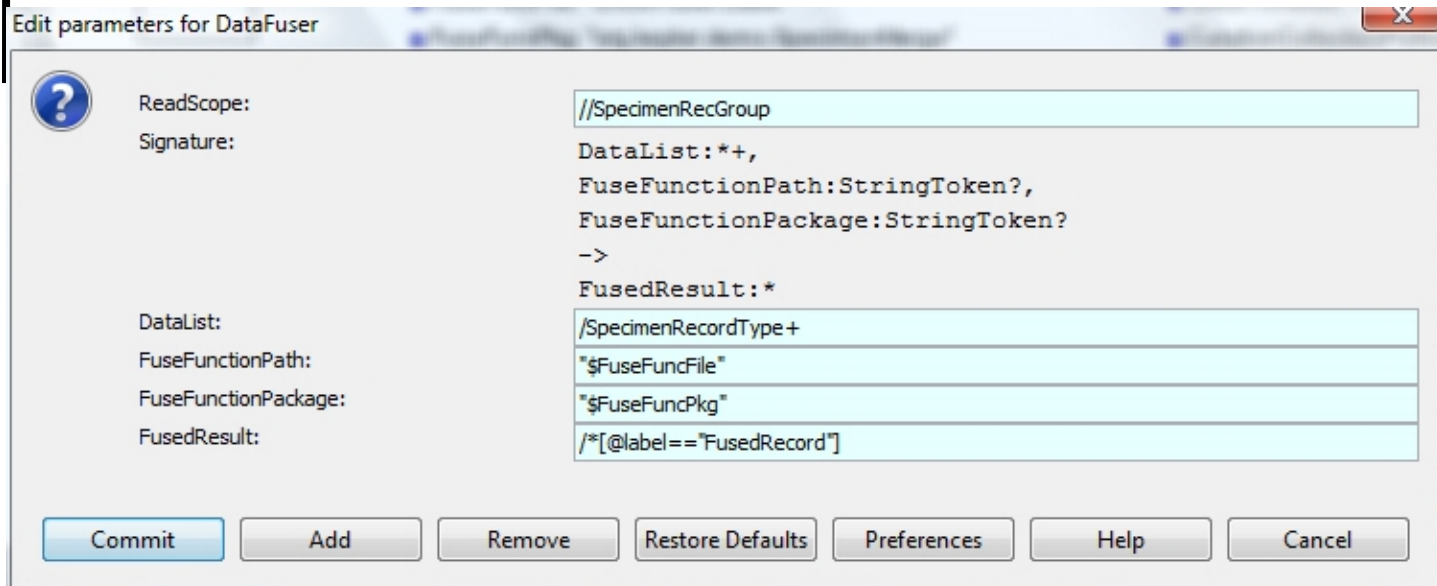 Edit parameters for DataFuser
X
?
ReadScope: //SpecimenRecGroup
Signature: DataList:*+,
FuseFunctionPath:StringToken?,
FuseFunctionPackage:StringToken?
->
FusedResult:*
DataList: /SpecimenRecordType+
FuseFunctionPath: "$FuseFuncFile"
FuseFunctionPackage: "$FuseFuncPkg"
FusedResult: /*[@label=="FusedRecord"]
Commit Add Remove Restore Defaults Preferences Help Cancel